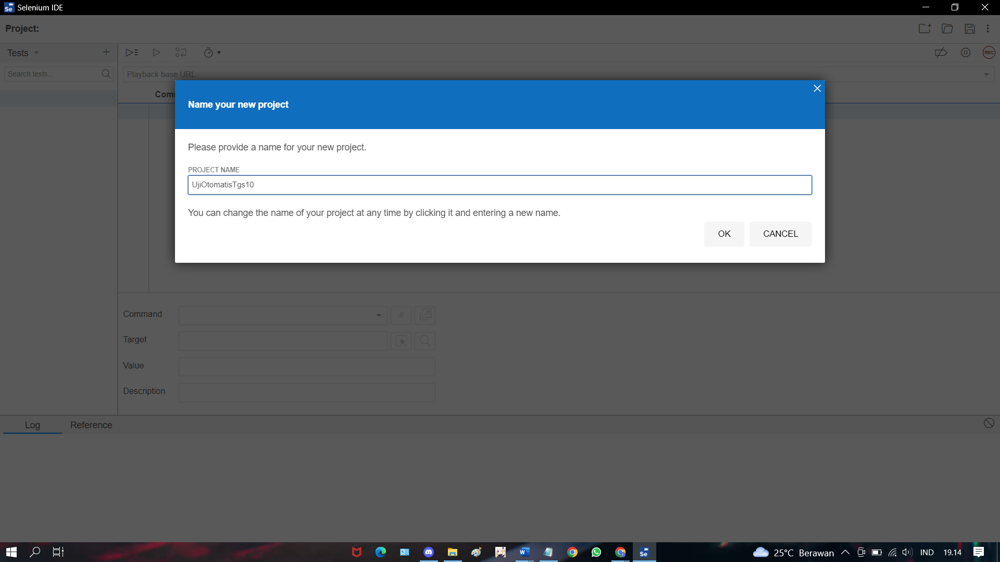 Selenium IDE
Project:
Tests
Search tests...
Playback base URL
Comm
Name your new project
Please provide a name for your new project.
PROJECT NAME
UjiOtomatisTgs10
You can change the name of your project at any time by clicking it and entering a new name.
OK
CANCEL
Command
//
Target
Value
Description
Log
Reference
25°C Berawan
IND
19.14